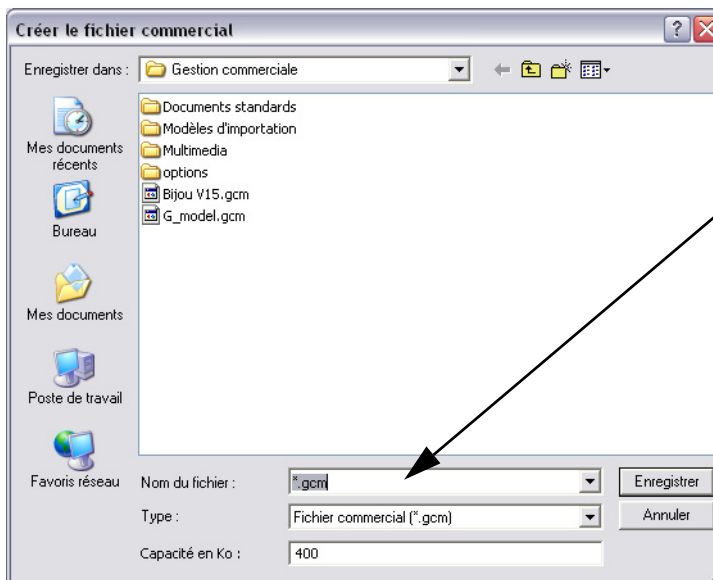 Créer le fichier commercial
Enregistrer dans :
Gestion commerciale
Mes documents récents
Bureau
Mes documents
Poste de travail
Favoris réseau
Documents standards
Modèles d'importation
Multimedia
options
Bijou V15.gcm
G_model.gcm
Nom du fichier :
*.gcm
Enregistrer
Type :
Fichier commercial (*.gcm)
Annuler
Capacité en Ko :
400